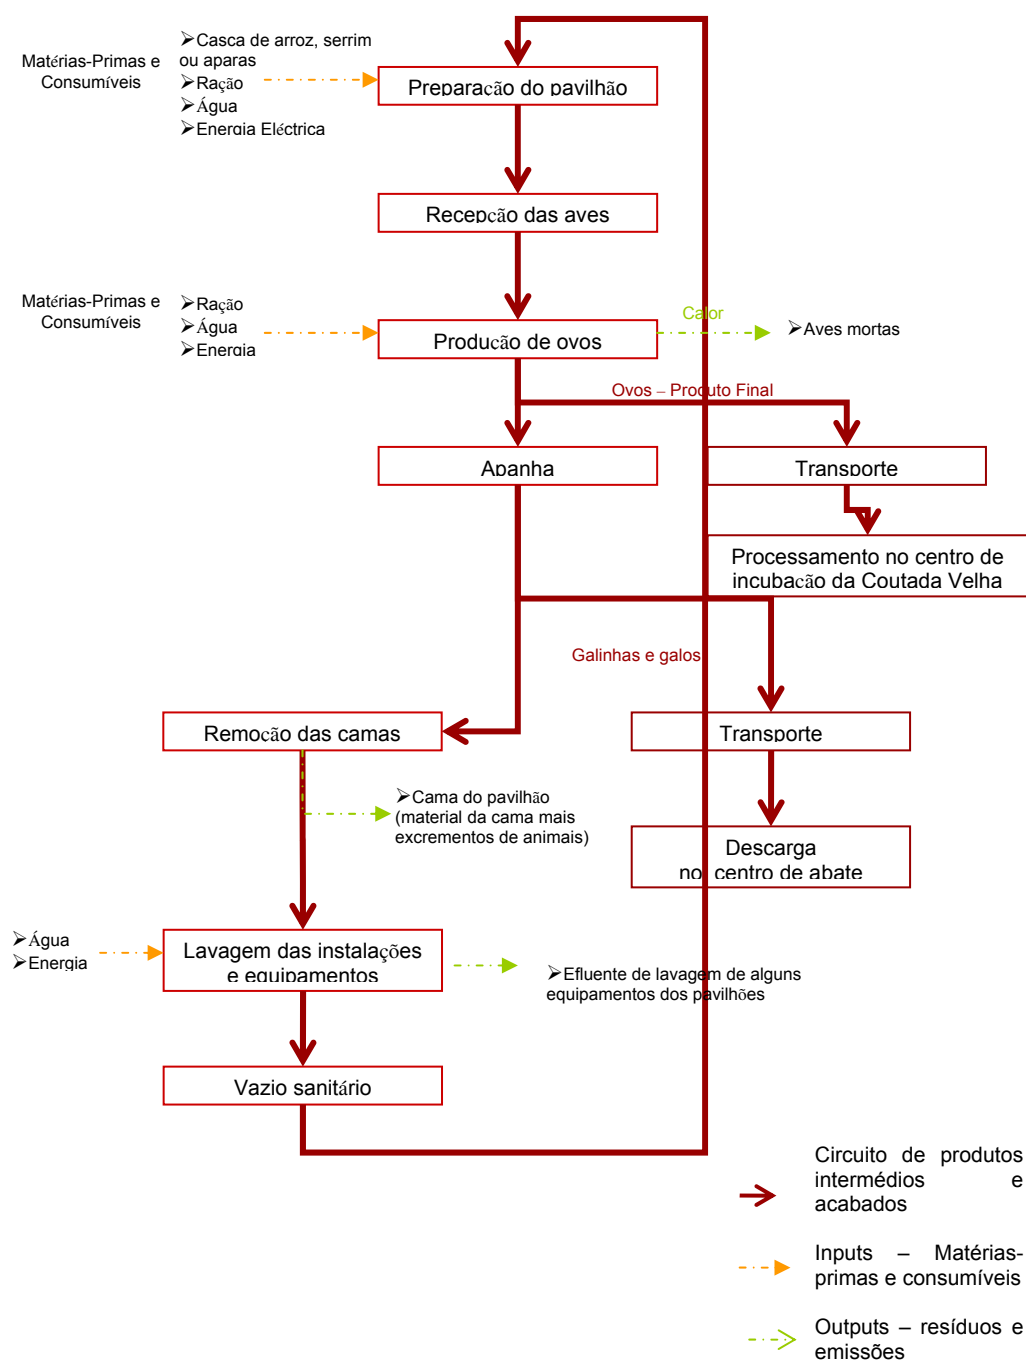 ➢Casca de arroz, serrim
ou aparas
➢Ração
➢Água
➢Energia Eléctrica
Matérias-Primas e
Consumíveis
Preparação do pavilhão
Recepção das aves
Matérias-Primas e
Consumíveis
➢Ração
➢Água
➢Energia
Produção de ovos
Calor
➢Aves mortas
Ovos – Produto Final
Apanha
Transporte
Processamento no centro de
incubação da Coutada Velha
Galinhas e galos
Remoção das camas
Transporte
➢Cama do pavilhão
(material da cama mais
excrementos de animais)
Descarga
no centro de abate
➢Água
➢Energia
Lavagem das instalações
e equipamentos
➢Efluente de lavagem de alguns
equipamentos dos pavilhões
Vazio sanitário
Circuito de produtos
intermédios e
acabados
Inputs – Matérias-
primas e consumíveis
Outputs – resíduos e
emissões